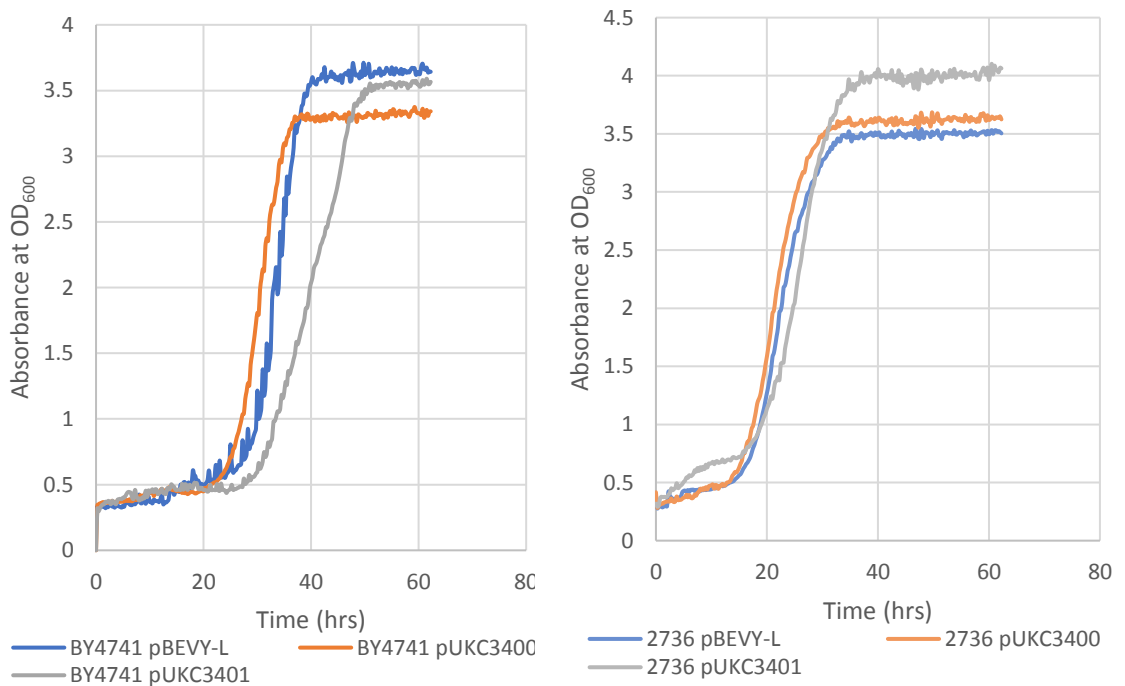 4
3.5
3
2.5
2
1.5
1
0.5
0
Absorbance at OD600
0 20 40 60 80
Time (hrs)
BY4741 pBEVY-L BY4741 pUKC3400
BY4741 pUKC3401
4.5
4
3.5
3
2.5
2
1.5
1
0.5
0
Absorbance at OD600
0 20 40 60 80
Time (hrs)
2736 pBEVY-L 2736 pUKC3400
2736 pUKC3401